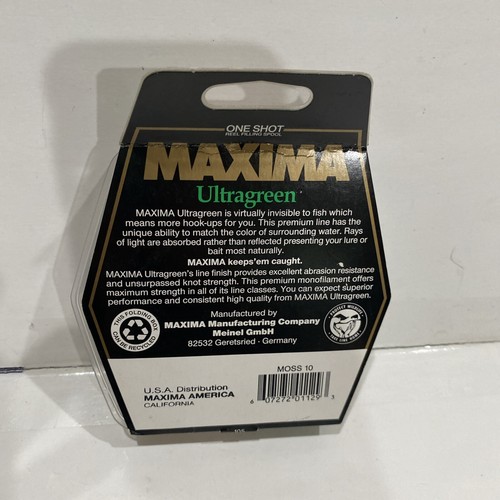 ONE SHOT
REEL FILLING SPOOL
MAXIMA
Ultragreen
MAXIMA Ultragreen is virtually invisible to fish which
means more hook-ups for you. This premium line has the
unique ability to match the color of surrounding water. Rays
of light are absorbed rather than reflected presenting your lure or
bait most naturally.
MAXIMA keeps'em caught.
MAXIMA Ultragreen's line finish provides excellent abrasion resistance
and unsurpassed knot strength. This premium monofilament offers
maximum strength in all of its line classes. You can expect superior
performance and consistent high quality from MAXIMA Ultragreen.
Manufactured by
MAXIMA Manufacturing Company
Meinel GmbH
82532 Geretsried · Germany
THIS FOLDING BOX
CAN BE RECYCLED
MOSS 10
U.S.A. Distribution
MAXIMA AMERICA
CALIFORNIA
6 07272 01129 3